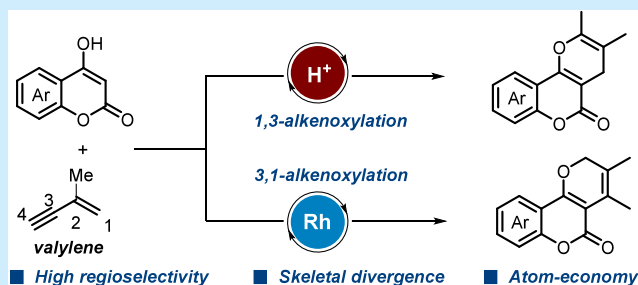 OH
Ar
O
O
+
Me
4
3
2
1
valylene
H+
1,3-alkenoxylation
3,1-alkenoxylation
Rh
O
Ar
O
O
O
Ar
O
O
High regioselectivity
Skeletal divergence
Atom-economy